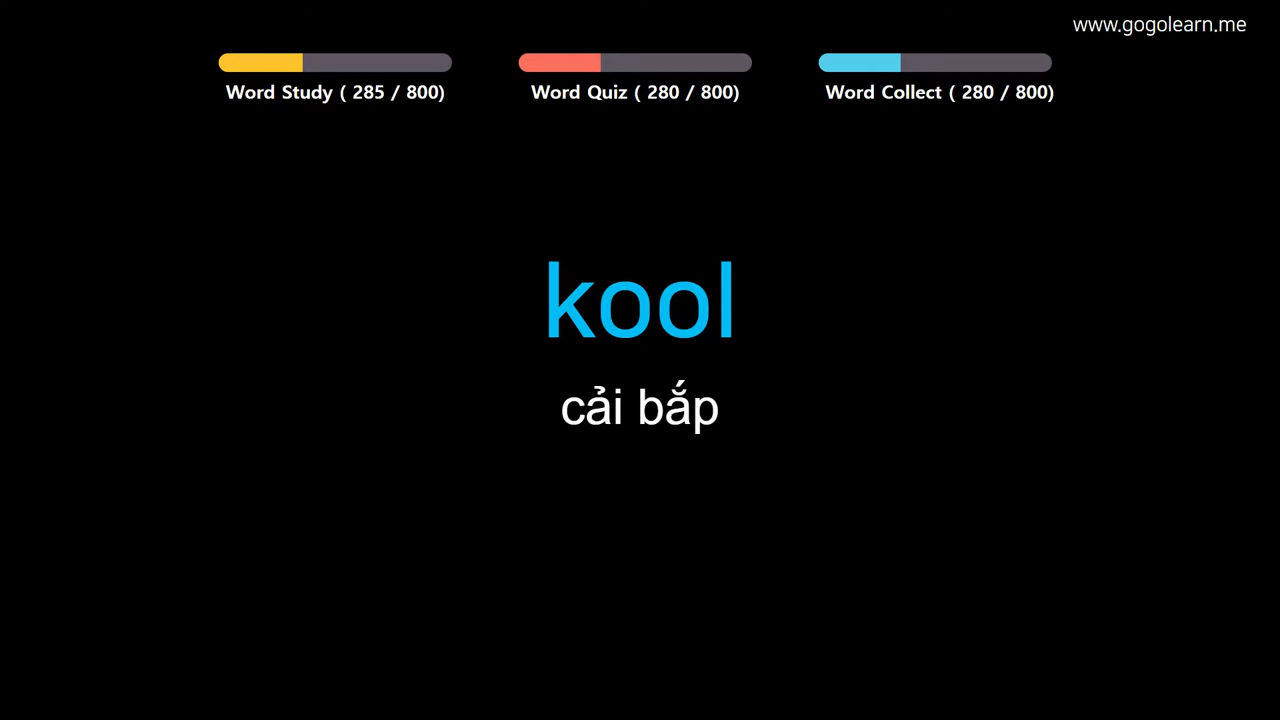 www.gogolearn.me
Word Study ( 285 / 800)
Word Quiz ( 280 / 800)
Word Collect ( 280 / 800)
kool
cải bắp